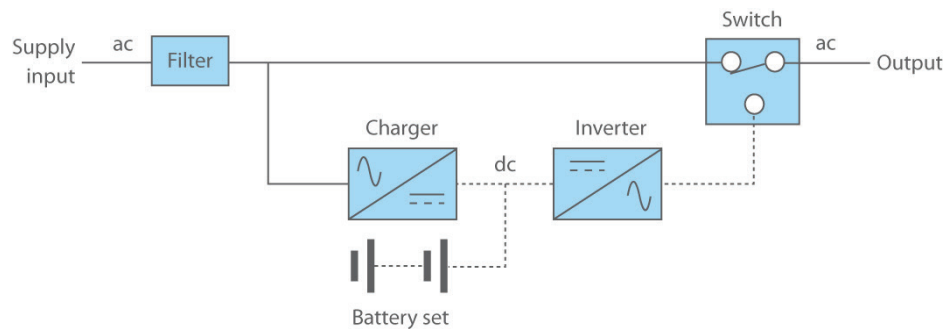 Switch
Supply
input
ac
Filter
ac
Output
Charger
Inverter
dc
Battery set